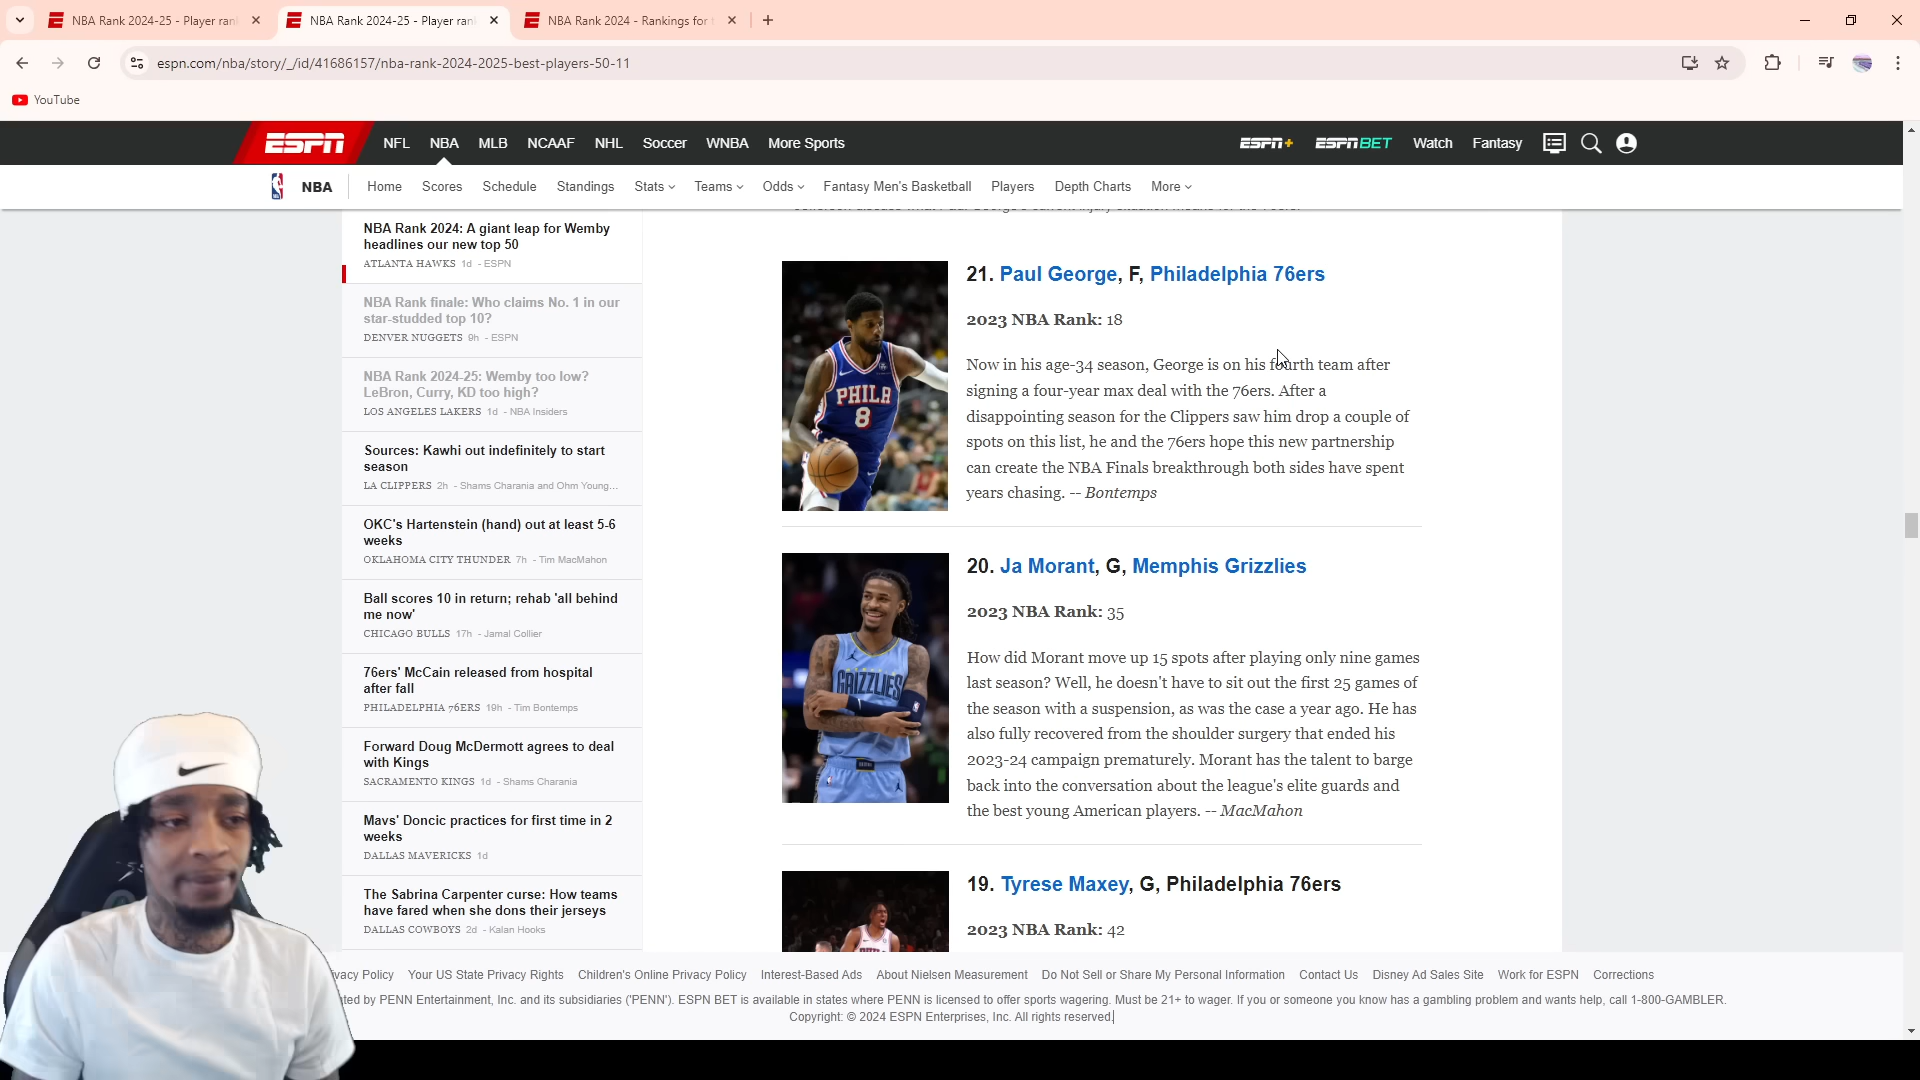 NBA Rank 2024-25 - Player ran
NBA Rank 2024-25 - Player rank
NBA Rank 2024 - Rankings for t
espn.com/nba/story/_/id/41686157/nba-rank-2024-2025-best-players-50-11
YouTube
ESPN NFL NBA MLB NCAAF NHL Soccer WNBA More Sports ESPN+ ESPN BET Watch Fantasy
NBA Home Scores Schedule Standings Stats Teams Odds Fantasy Men's Basketball Players Depth Charts More
NBA Rank 2024: A giant leap for Wemby
headlines our new top 50
ATLANTA HAWKS 1d - ESPN
NBA Rank finale: Who claims No. 1 in our
star-studded top 10?
DENVER NUGGETS 9h - ESPN
NBA Rank 2024-25: Wemby too low?
LeBron, Curry, KD too high?
LOS ANGELES LAKERS 1d - NBA Insiders
Sources: Kawhi out indefinitely to start
season
LA CLIPPERS 2h - Shams Charania and Ohm Young...
OKC's Hartenstein (hand) out at least 5-6
weeks
OKLAHOMA CITY THUNDER 7h - Tim MacMahon
Ball scores 10 in return; rehab 'all behind
me now'
CHICAGO BULLS 17h - Jamal Collier
76ers' McCain released from hospital
after fall
PHILADELPHIA 76ERS 19h - Tim Bontemps
Forward Doug McDermott agrees to deal
with Kings
SACRAMENTO KINGS 1d - Shams Charania
Mavs' Doncic practices for first time in 2
weeks
DALLAS MAVERICKS 1d
The Sabrina Carpenter curse: How teams
have fared when she dons their jerseys
DALLAS COWBOYS 2d - Kalan Hooks
21. Paul George, F, Philadelphia 76ers
2023 NBA Rank: 18
Now in his age-34 season, George is on his fourth team after
signing a four-year max deal with the 76ers. After a
disappointing season for the Clippers saw him drop a couple of
spots on this list, he and the 76ers hope this new partnership
can create the NBA Finals breakthrough both sides have spent
years chasing. -- Bontemps
PHILA
8
20. Ja Morant, G, Memphis Grizzlies
2023 NBA Rank: 35
How did Morant move up 15 spots after playing only nine games
last season? Well, he doesn't have to sit out the first 25 games of
the season with a suspension, as was the case a year ago. He has
also fully recovered from the shoulder surgery that ended his
2023-24 campaign prematurely. Morant has the talent to barge
back into the conversation about the league's elite guards and
the best young American players. -- MacMahon
GRIZZLIES
19. Tyrese Maxey, G, Philadelphia 76ers
2023 NBA Rank: 42
ivacy Policy Your US State Privacy Rights Children's Online Privacy Policy Interest-Based Ads About Nielsen Measurement Do Not Sell or Share My Personal Information Contact Us Disney Ad Sales Site Work for ESPN Corrections
ted by PENN Entertainment, Inc. and its subsidiaries ('PENN'). ESPN BET is available in states where PENN is licensed to offer sports wagering. Must be 21+ to wager. If you or someone you know has a gambling problem and wants help, call 1-800-GAMBLER.
Copyright: © 2024 ESPN Enterprises, Inc. All rights reserved.